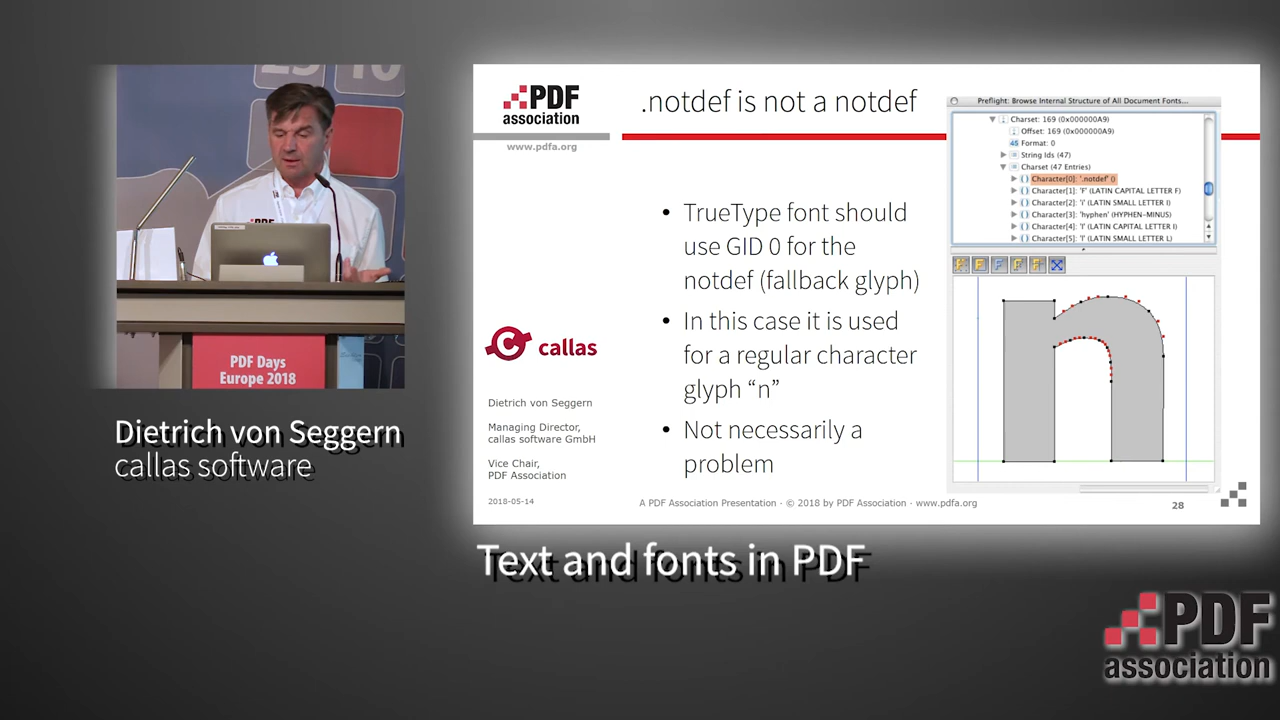 PDF
PDF Days
Europe 2018
Dietrich von Seggern
callas software
PDF
association
www.pdfa.org
.notdef is not a notdef
• TrueType font should
use GID 0 for the
notdef (fallback glyph)
• In this case it is used
for a regular character
glyph “n”
• Not necessarily a
problem
Preflight: Browse Internal Structure of All Document Fonts...
Charset: 169 (0x000000A9)
Offset: 169 (0x000000A9)
45 Format: 0
String Ids (47)
Charset (47 Entries)
Character[0]: '.notdef' ()
Character[1]: 'F' (LATIN CAPITAL LETTER F)
Character[2]: 'i' (LATIN SMALL LETTER I)
Character[3]: 'hyphen' (HYPHEN-MINUS)
Character[4]: 'I' (LATIN CAPITAL LETTER I)
Character[5]: 'l' (LATIN SMALL LETTER L)
n
callas
Dietrich von Seggern
Managing Director,
callas software GmbH
Vice Chair,
PDF Association
2018-05-14
A PDF Association Presentation · © 2018 by PDF Association · www.pdfa.org
28
Text and fonts in PDF
PDF
association